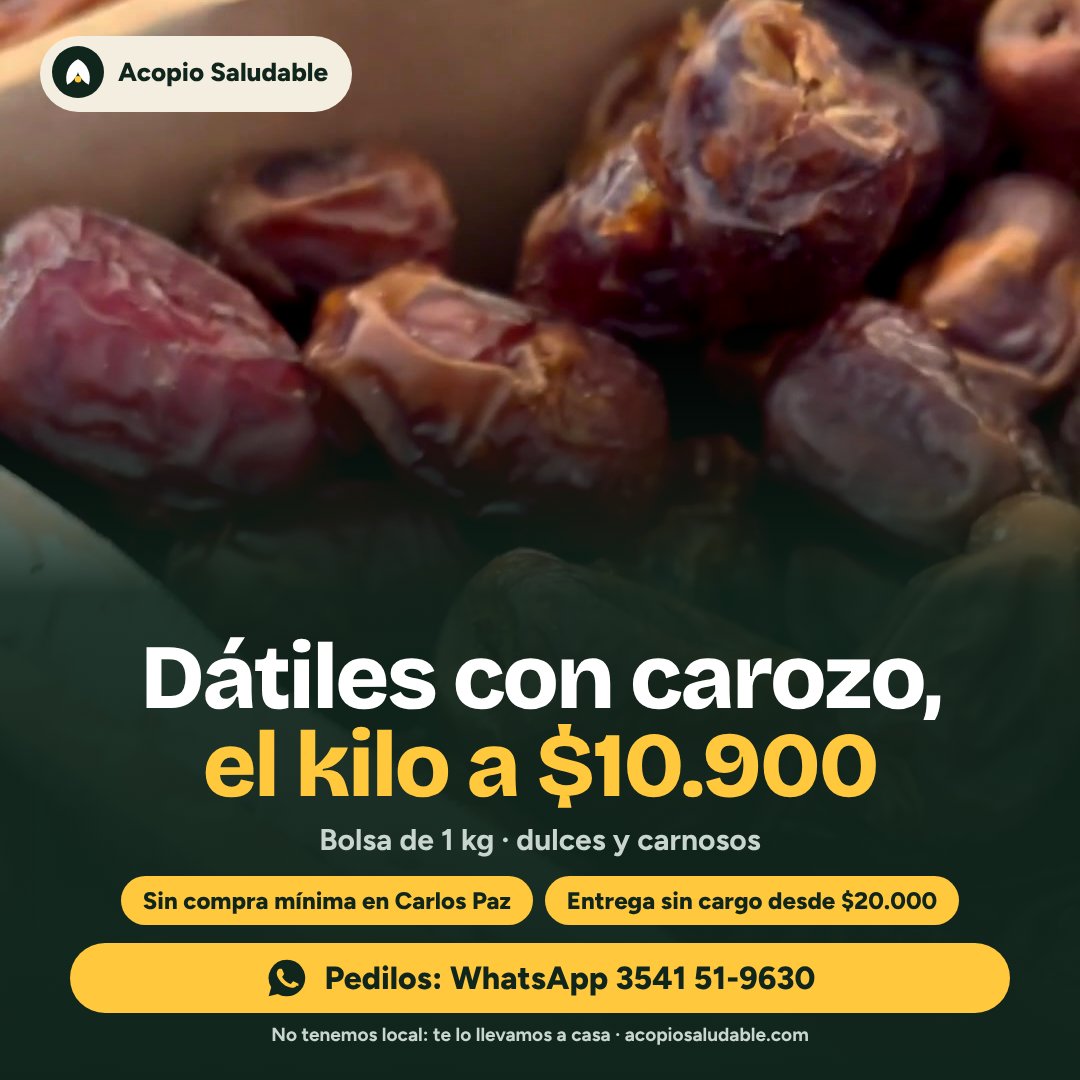 Acopio Saludable
Dátiles con carozo,
el kilo a $10.900
Bolsa de 1 kg · dulces y carnosos
Sin compra mínima en Carlos Paz
Entrega sin cargo desde $20.000
Pedilos: WhatsApp 3541 51-9630
No tenemos local: te lo llevamos a casa · acopiosaludable.com